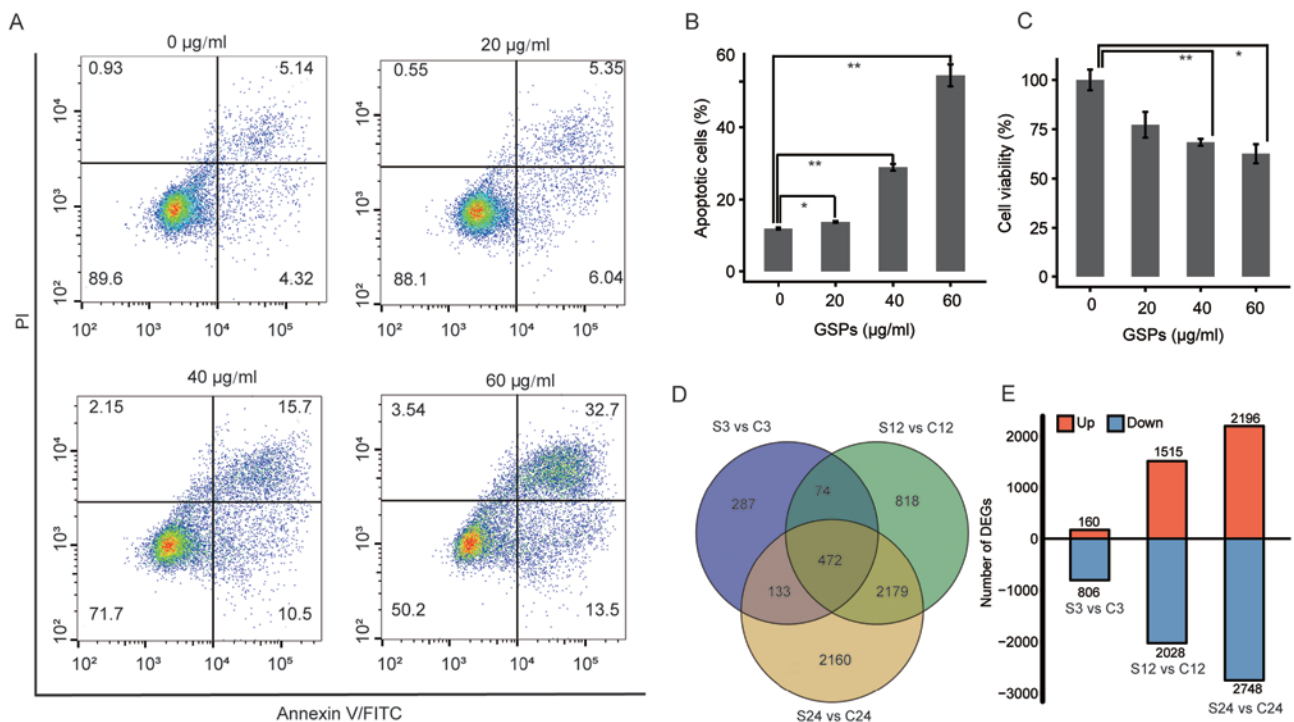 A
0 μg/ml
0.93 5.14
89.6 4.32
10⁴
10³
10²
10² 10³ 10⁴ 10⁵
20 μg/ml
0.55 5.35
88.1 6.04
10⁴
10³
10²
10² 10³ 10⁴ 10⁵
40 μg/ml
2.15 15.7
71.7 10.5
10⁴
10³
10²
10² 10³ 10⁴ 10⁵
60 μg/ml
3.54 32.7
50.2 13.5
10⁴
10³
10²
10² 10³ 10⁴ 10⁵
PI
Annexin V/FITC
B
Apoptotic cells (%)
60
40
20
0
**
**
*
0 20 40 60
GSPs (μg/ml)
C
Cell viability (%)
100
75
50
25
0
** *
0 20 40 60
GSPs (μg/ml)
D
S3 vs C3 S12 vs C12
287 74 818
472
133 2179
2160
S24 vs C24
E
Up Down
Number of DEGs
2000
1000
0
−1000
−2000
−3000
160
806
S3 vs C3
1515
2028
S12 vs C12
2196
2748
S24 vs C24